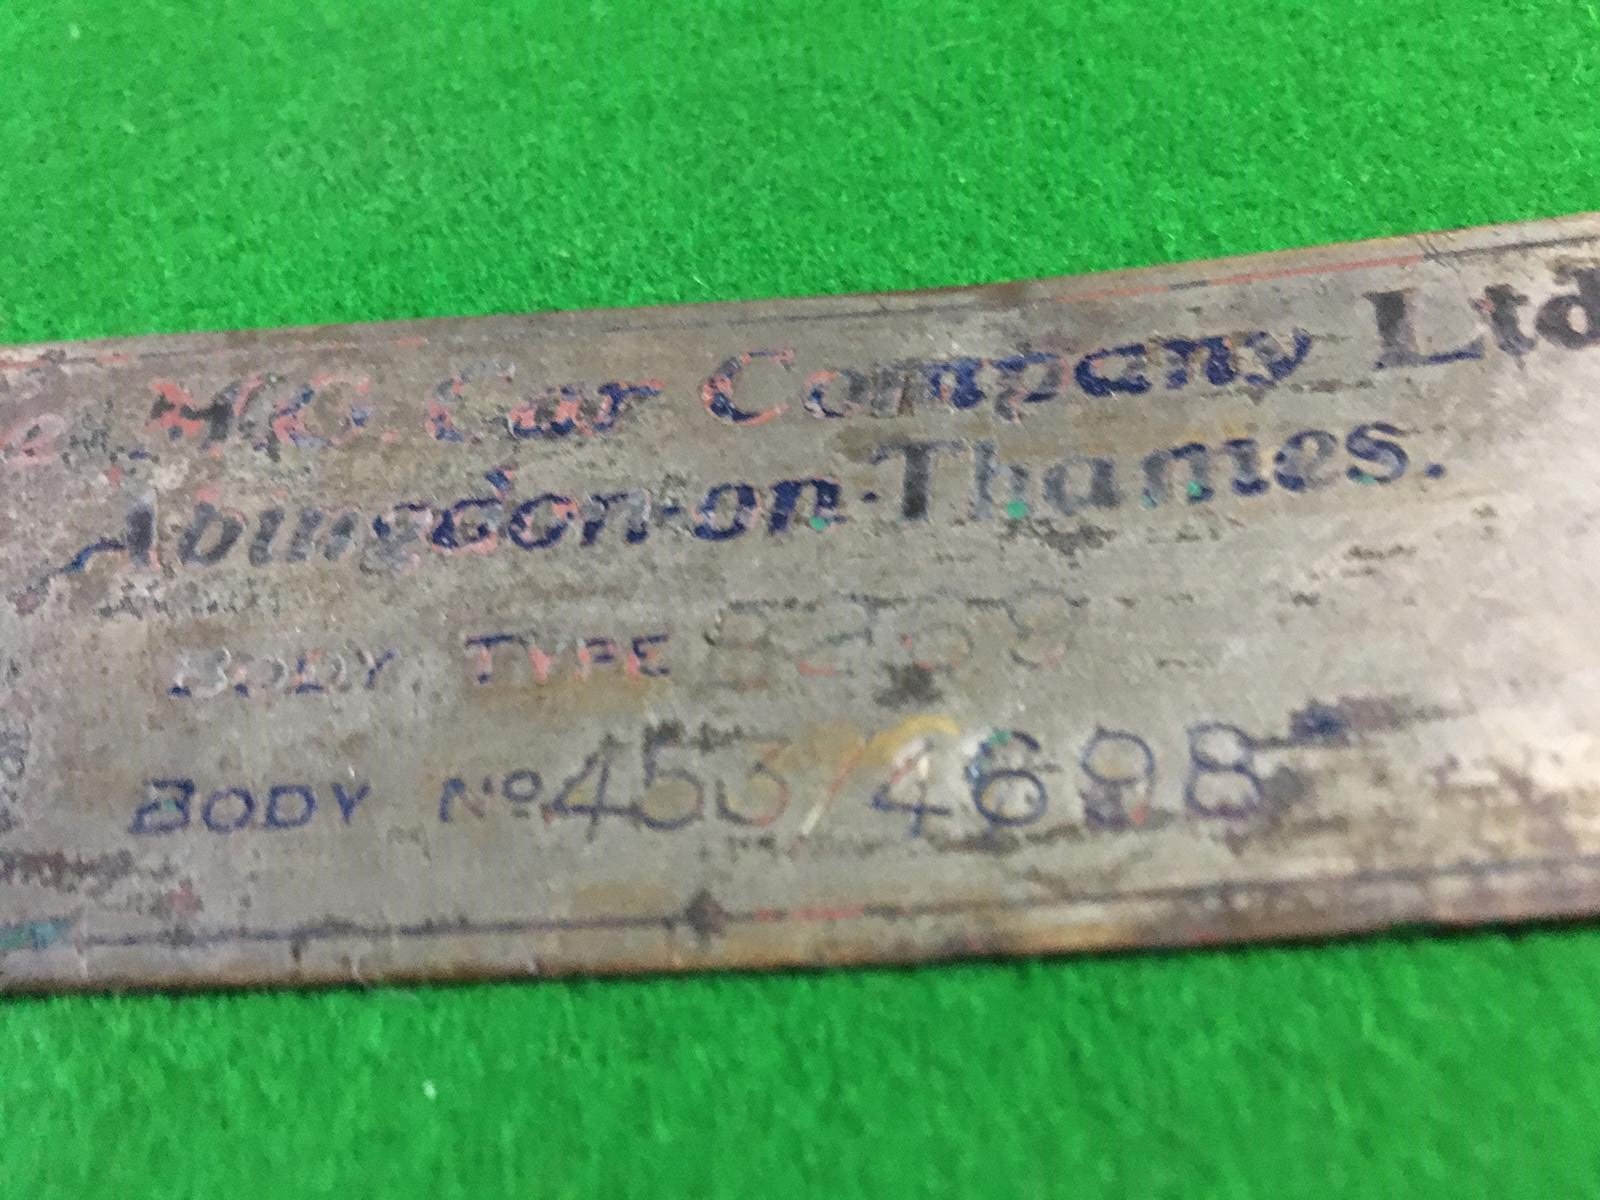 M.G. Car Company Ltd
Abingdon-on-Thames.
BODY TYPE
BODY Nº 453/4698